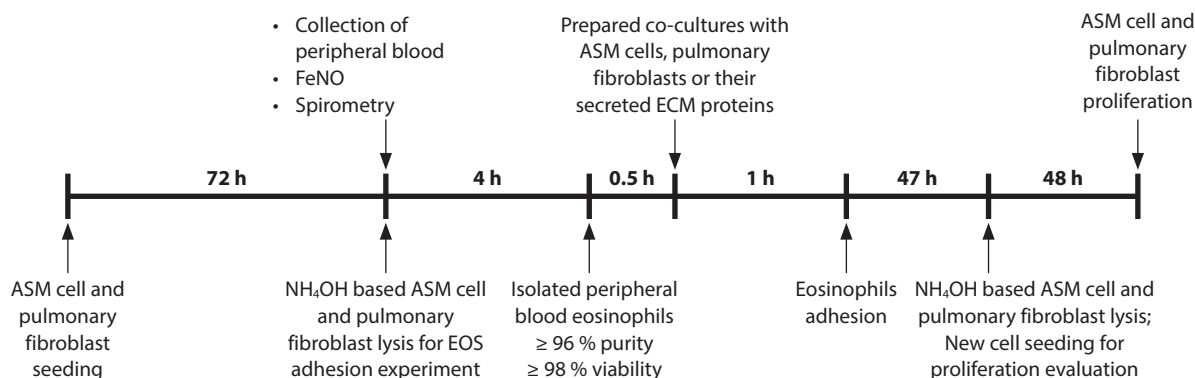 • Collection of
peripheral blood
• FeNO
• Spirometry
Prepared co-cultures with
ASM cells, pulmonary
fibroblasts or their
secreted ECM proteins
ASM cell and
pulmonary
fibroblast
proliferation
72 h
4 h
0.5 h
1 h
47 h
48 h
ASM cell and
pulmonary
fibroblast
seeding
NH₄OH based ASM cell
and pulmonary
fibroblast lysis for EOS
adhesion experiment
Isolated peripheral
blood eosinophils
≥ 96 % purity
≥ 98 % viability
Eosinophils
adhesion
NH₄OH based ASM cell and
pulmonary fibroblast lysis;
New cell seeding for
proliferation evaluation